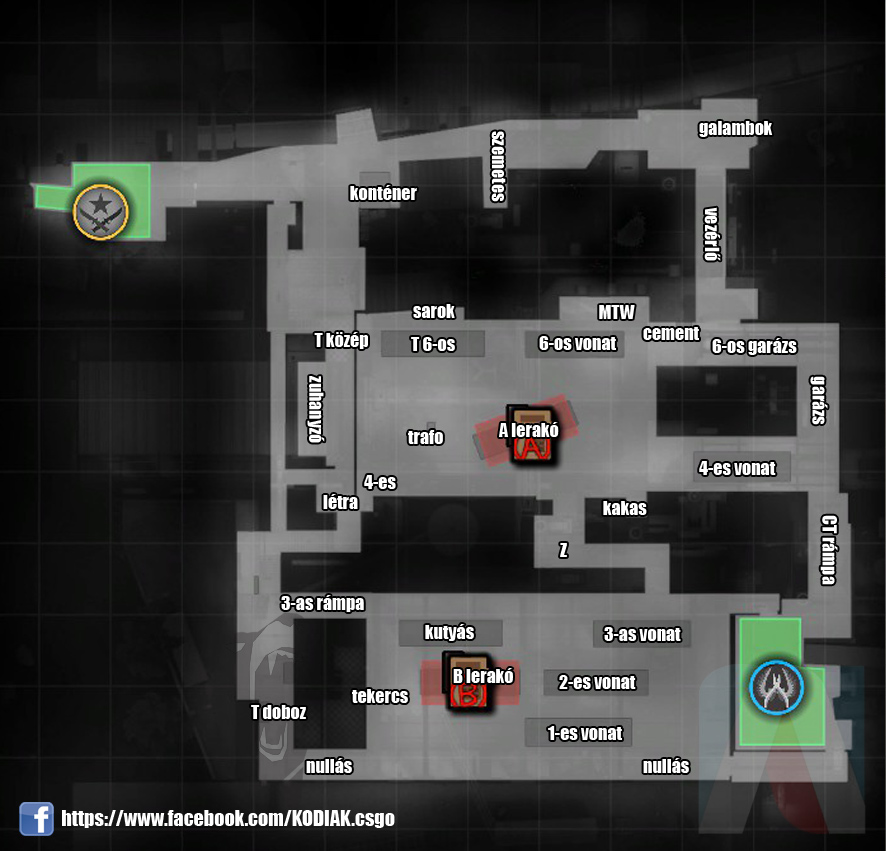 galambok
szemetes
konténer
vezérlő
sarok
MTW
cement
T közép
T 6-os
6-os vonat
6-os garázs
zuhanyzó
garázs
A lerakó
A
trafo
4-es vonat
4-es
létra
kakas
CT rámpa
Z
3-as rámpa
kutyás
3-as vonat
B lerakó
B
2-es vonat
tekercs
T doboz
1-es vonat
nullás
nullás
f https://www.facebook.com/KODIAK.csgo